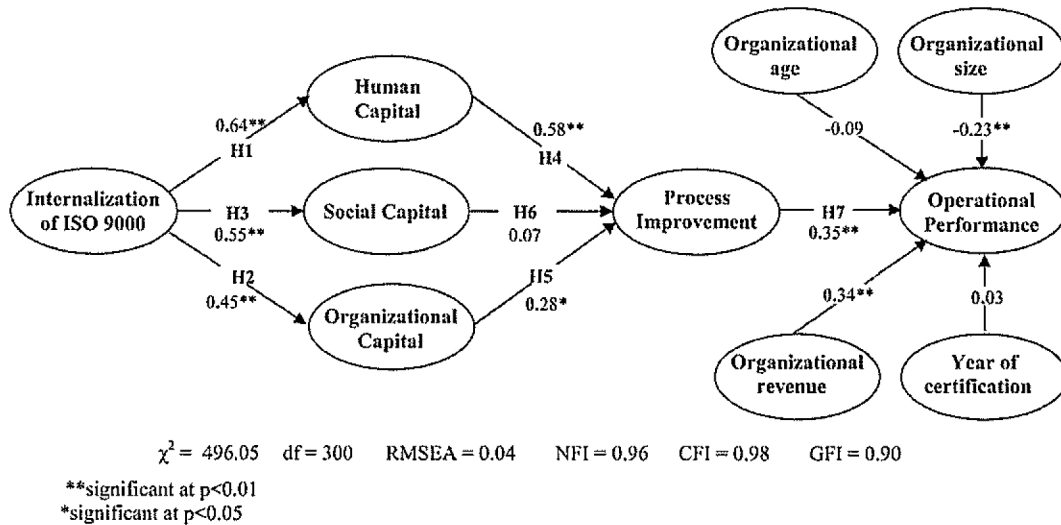 Organizational
age
Organizational
size
Human
Capital
0.64**
H1
0.58**
H4
-0.09
-0.23**
Internalization
of ISO 9000
H3
0.55**
Social Capital
H6
0.07
Process
Improvement
H7
0.35**
Operational
Performance
H2
0.45**
H5
0.28*
Organizational
Capital
0.34**
0.03
Organizational
revenue
Year of
certification
χ² = 496.05 df = 300 RMSEA = 0.04 NFI = 0.96 CFI = 0.98 GFI = 0.90
**significant at p<0.01
*significant at p<0.05